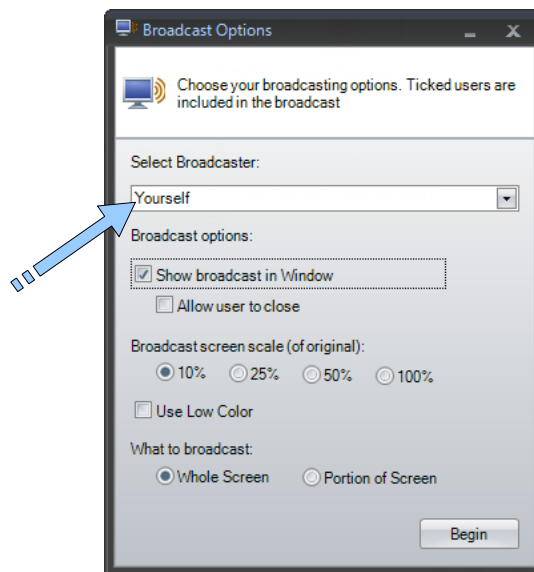 Broadcast Options
Choose your broadcasting options. Ticked users are
included in the broadcast
Select Broadcaster:
Yourself
Broadcast options:
Show broadcast in Window
Allow user to close
Broadcast screen scale (of original):
10% 25% 50% 100%
Use Low Color
What to broadcast:
Whole Screen Portion of Screen
Begin